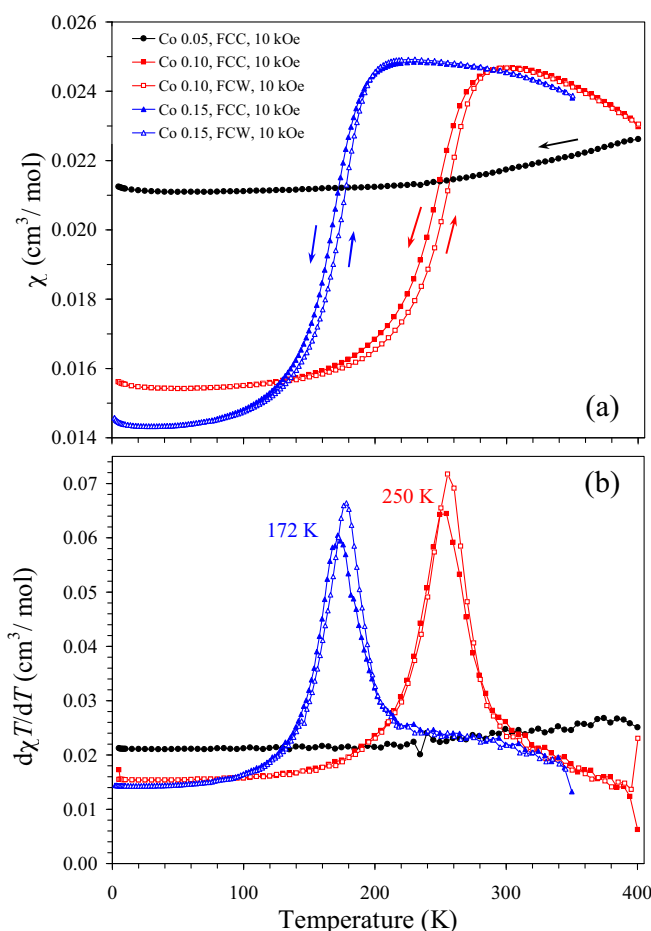 0.026
0.024
0.022
0.020
0.018
0.016
0.014
χ (cm³/ mol)
Co 0.05, FCC, 10 kOe
Co 0.10, FCC, 10 kOe
Co 0.10, FCW, 10 kOe
Co 0.15, FCC, 10 kOe
Co 0.15, FCW, 10 kOe
(a)
0.07
0.06
0.05
0.04
0.03
0.02
0.01
0.00
dχT/dT (cm³/ mol)
(b)
172 K
250 K
0 100 200 300 400
Temperature (K)